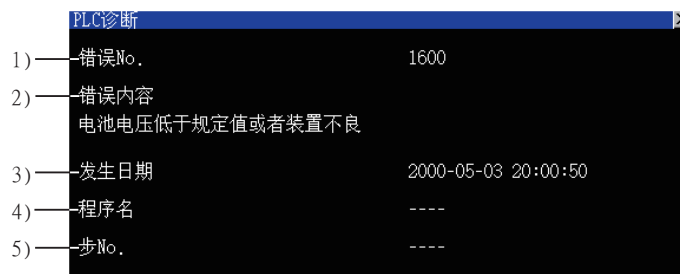 PLC诊断
1) 错误No. 1600
2) 错误内容
电池电压低于规定值或者装置不良
3) 发生日期 2000-05-03 20:00:50
4) 程序名 ----
5) 步No. ----